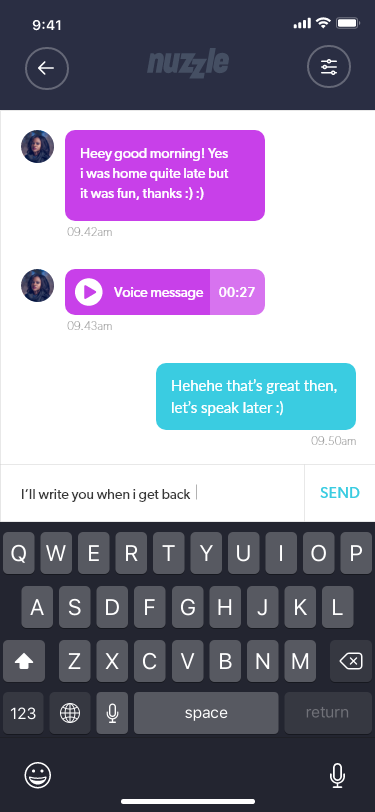 9:41
nuzzle
Heey good morning! Yes
i was home quite late but
it was fun, thanks :) :)
09.42am
Voice message 00:27
09.43am
Hehehe that's great then,
let's speak later :)
09.50am
I'll write you when i get back
SEND
Q W E R T Y U I O P
A S D F G H J K L
Z X C V B N M
123 space return